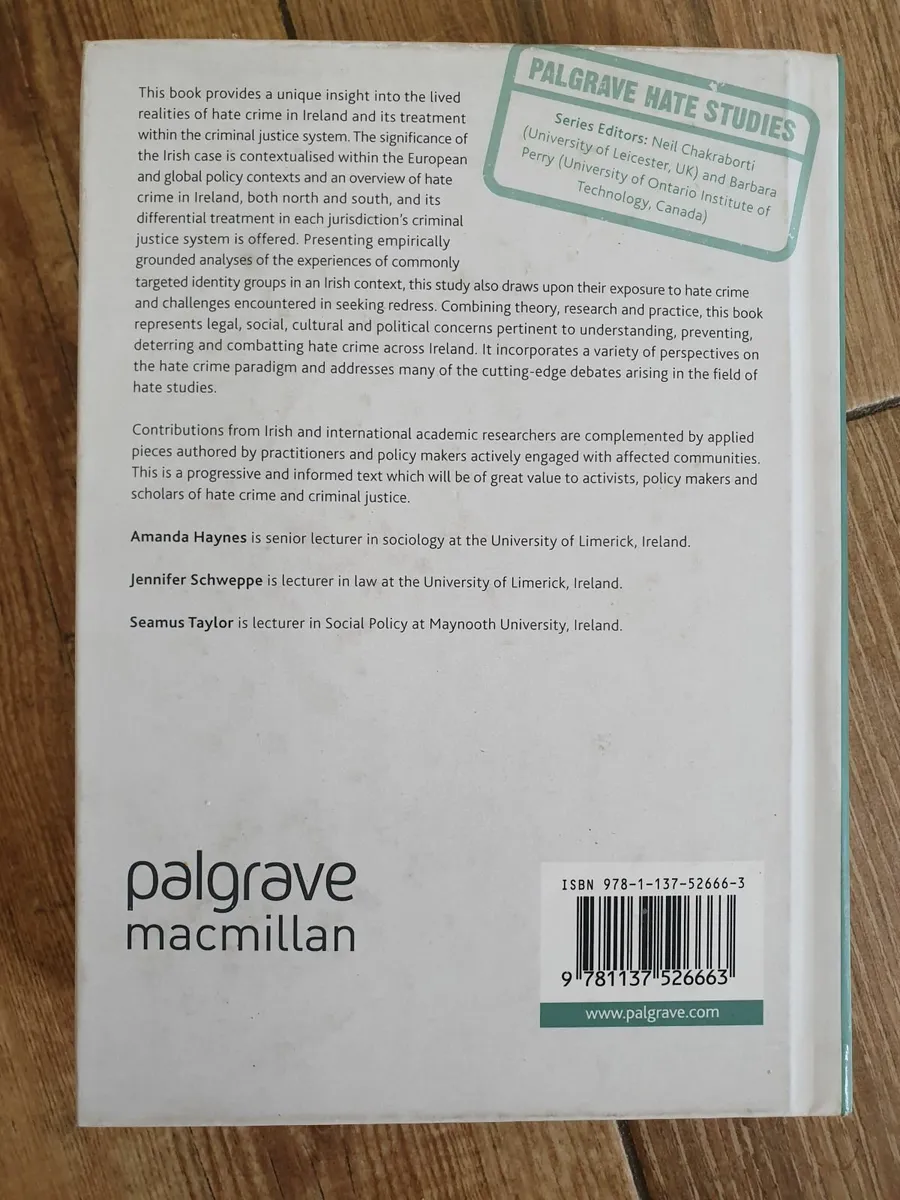 This book provides a unique insight into the lived
realities of hate crime in Ireland and its treatment
within the criminal justice system. The significance of
the Irish case is contextualised within the European
and global policy contexts and an overview of hate
crime in Ireland, both north and south, and its
differential treatment in each jurisdiction's criminal
justice system is offered. Presenting empirically
grounded analyses of the experiences of commonly
targeted identity groups in an Irish context, this study also draws upon their exposure to hate crime
and challenges encountered in seeking redress. Combining theory, research and practice, this book
represents legal, social, cultural and political concerns pertinent to understanding, preventing,
deterring and combatting hate crime across Ireland. It incorporates a variety of perspectives on
the hate crime paradigm and addresses many of the cutting-edge debates arising in the field of
hate studies.
PALGRAVE HATE STUDIES
Series Editors: Neil Chakraborti
(University of Leicester, UK) and Barbara
Perry (University of Ontario Institute of
Technology, Canada)
Contributions from Irish and international academic researchers are complemented by applied
pieces authored by practitioners and policy makers actively engaged with affected communities.
This is a progressive and informed text which will be of great value to activists, policy makers and
scholars of hate crime and criminal justice.
Amanda Haynes is senior lecturer in sociology at the University of Limerick, Ireland.
Jennifer Schweppe is lecturer in law at the University of Limerick, Ireland.
Seamus Taylor is lecturer in Social Policy at Maynooth University, Ireland.
palgrave
macmillan
ISBN 978-1-137-52666-3
9 781137 526663
www.palgrave.com